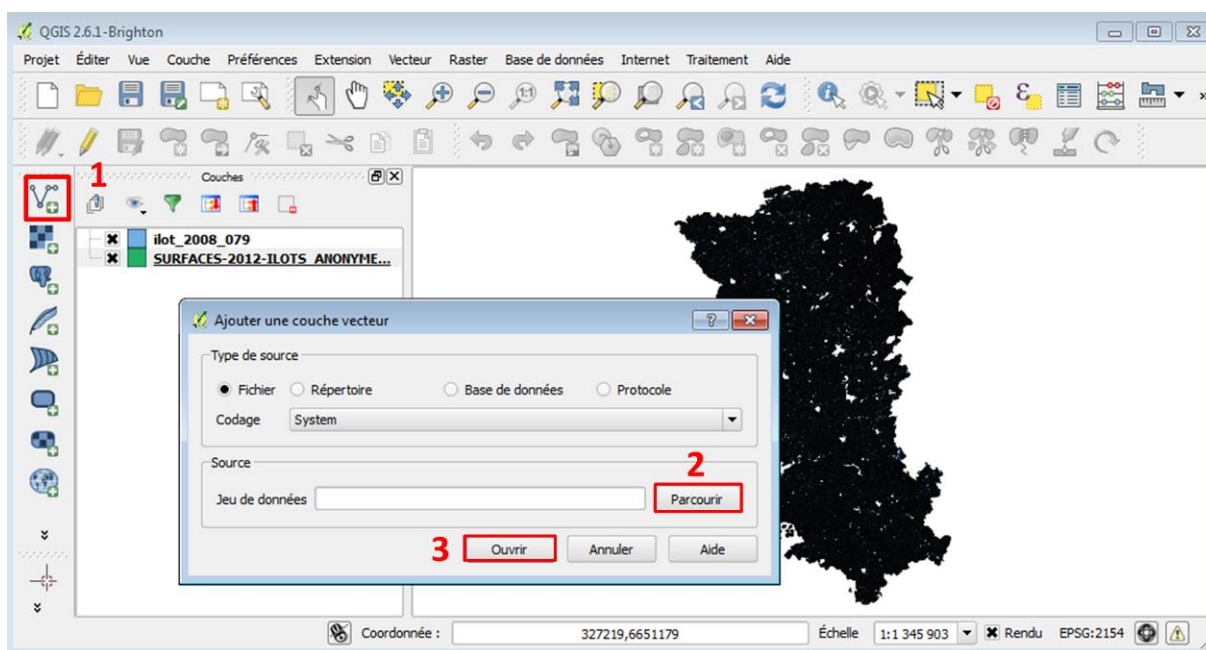 QGIS 2.6.1-Brighton
Projet Éditer Vue Couche Préférences Extension Vecteur Raster Base de données Internet Traitement Aide
1
Couches
ilot_2008_079
SURFACES-2012-ILOTS_ANONYME...
Ajouter une couche vecteur
Type de source
Fichier Répertoire Base de données Protocole
Codage System
Source
2
Jeu de données Parcourir
3 Ouvrir Annuler Aide
Coordonnée : 327219,6651179 Échelle 1:1 345 903 Rendu EPSG:2154